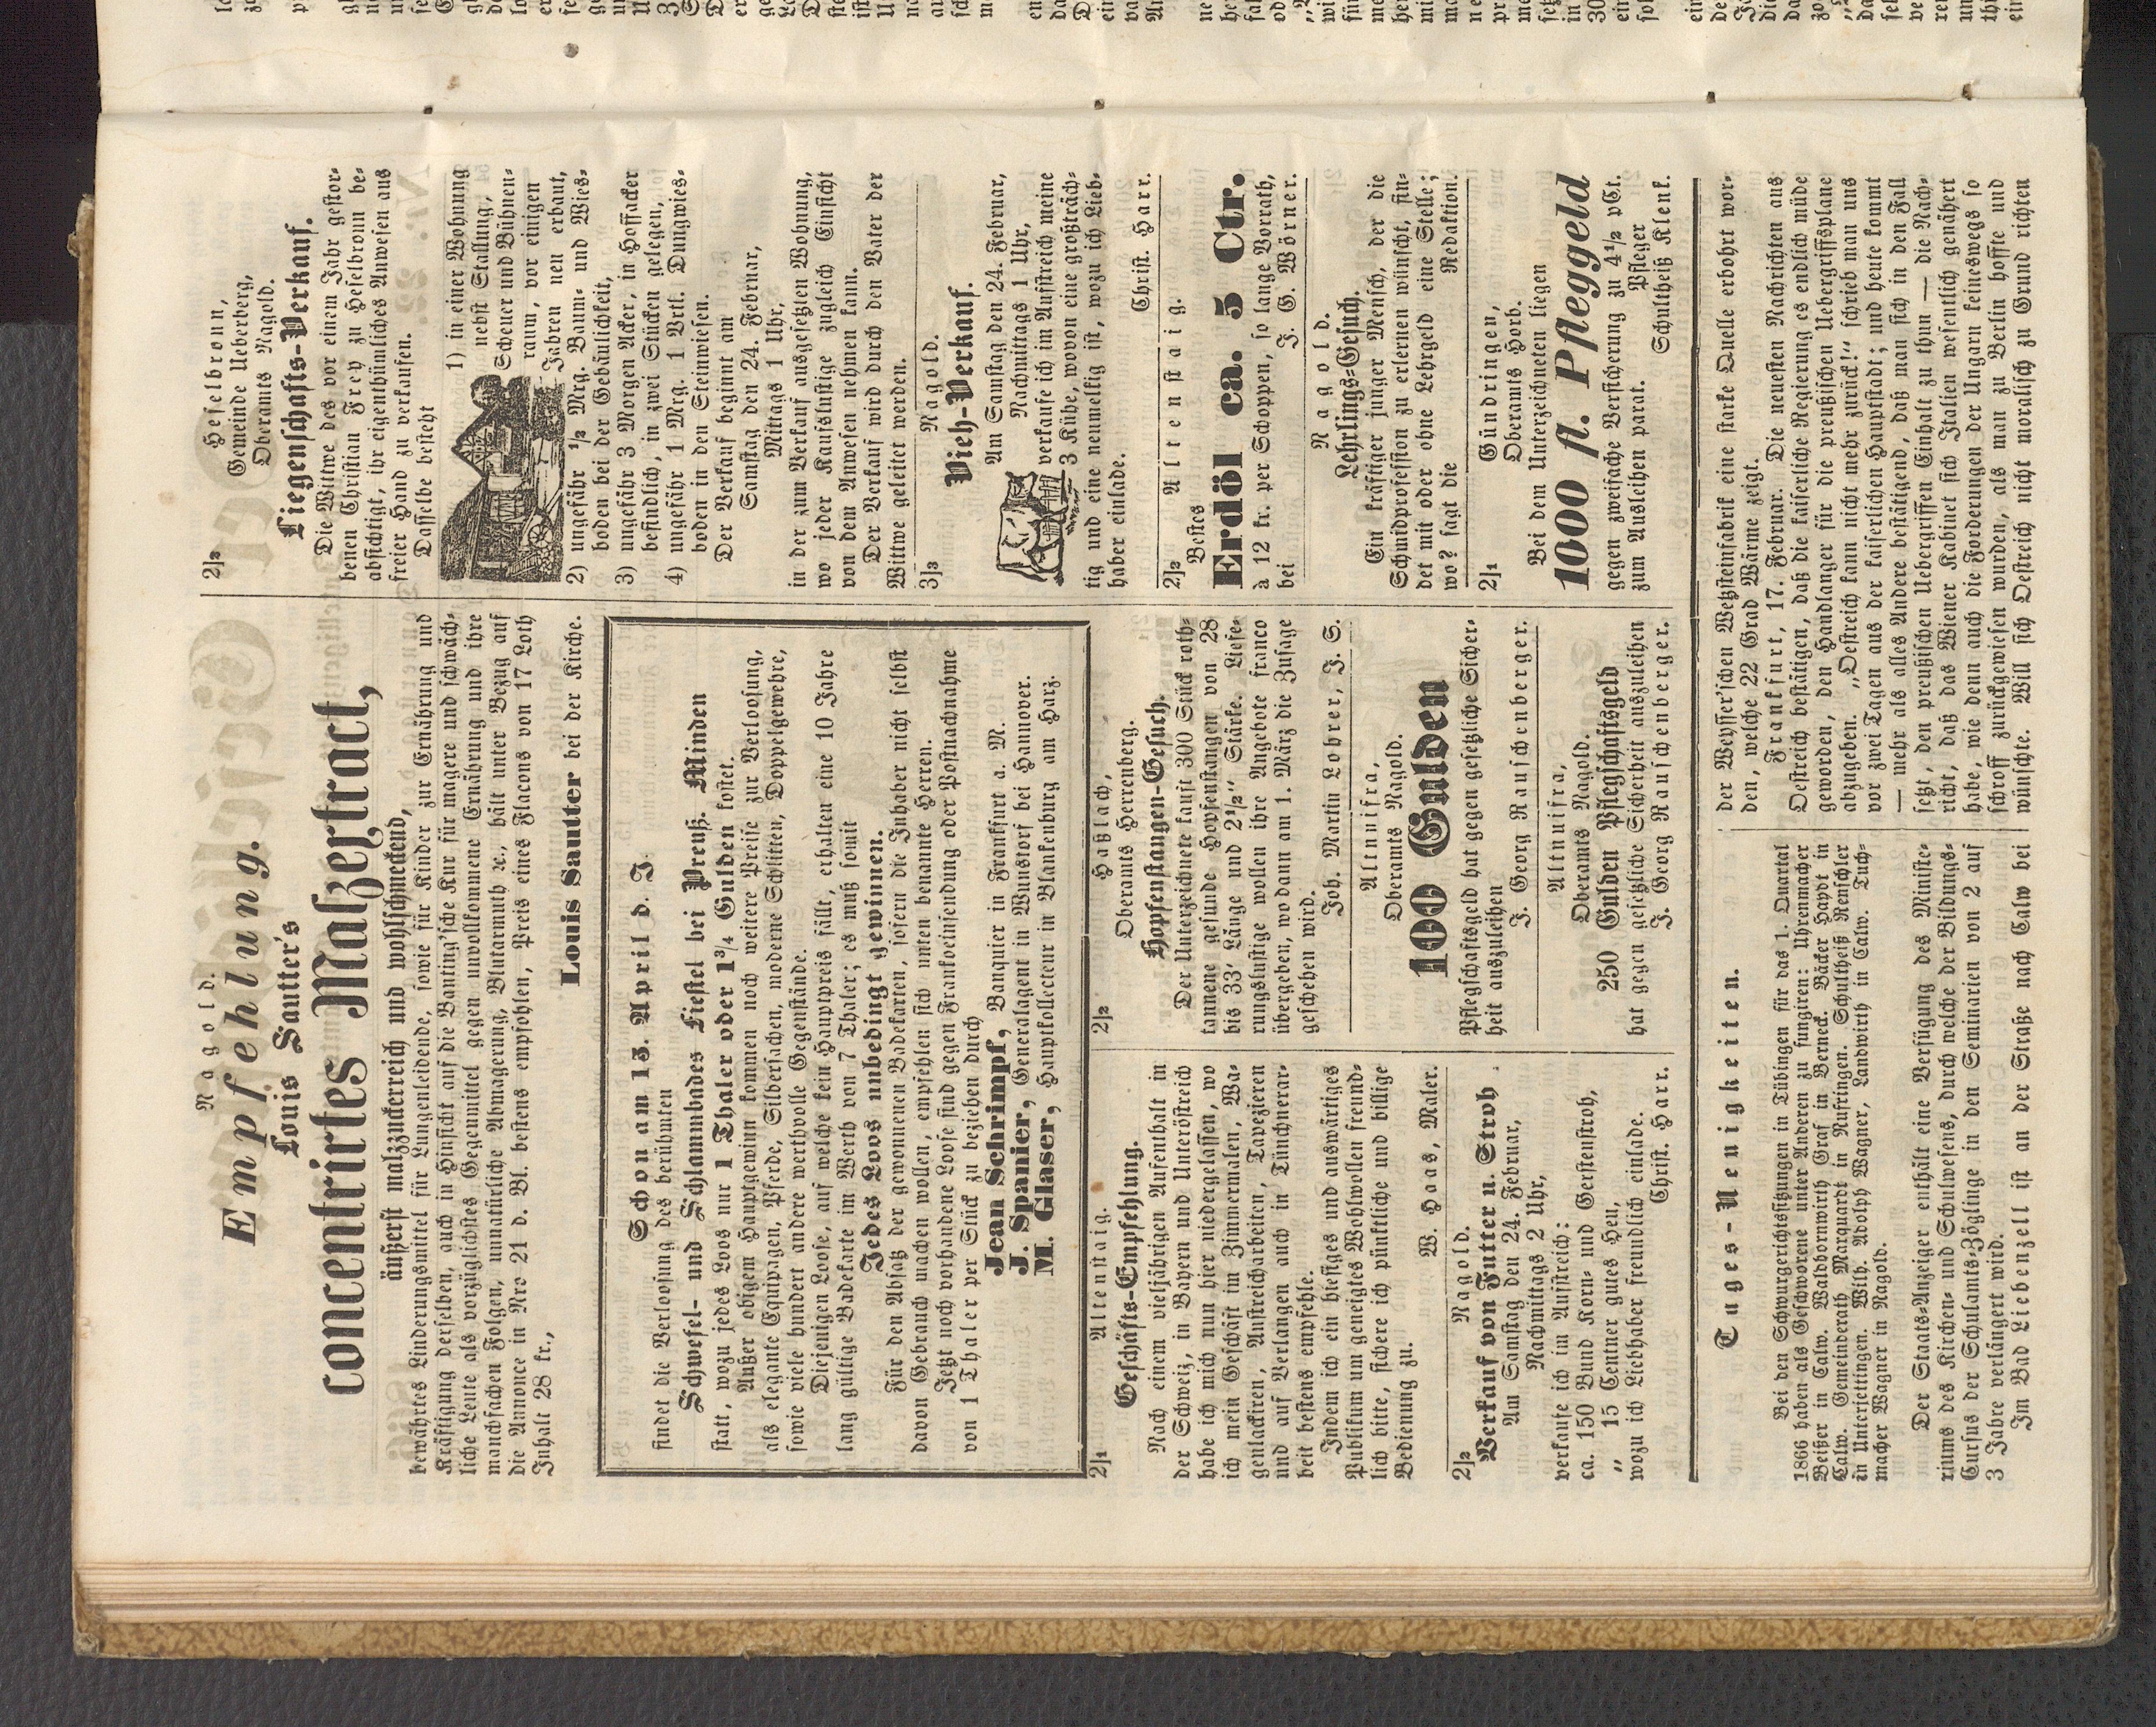 Nagold.
Empfehlung.
Louis Sautter's
concentrirtes Malzextract,
äußerst malzzuckerreich und wohlschmeckend,
bewährtes Linderungsmittel für Lungenleidende, sowie für Kinder zur Ernährung und
Kräftigung derselben, auch in Hinsicht auf die Banting'sche Kur für magere und schwäch-
liche Leute als vorzüglichstes Gegenmittel gegen unvollkommene Ernährung und ihre
manchfachen Folgen, unnatürliche Abmagerung, Blutarmuth ꝛc., hält unter Bezug auf
die Annonce in Nro 21 d. Bl. bestens empfohlen, Preis eines Flacons von 17 Loth
Inhalt 28 kr.,
Louis Sautter bei der Kirche.
Schon am 15. April d. J.
findet die Verloosung des berühmten
Schwefel- und Schlammbades Fiestel bei Preuß. Minden
statt, wozu jedes Loos nur 1 Thaler oder 1¾ Gulden kostet.
Außer obigem Hauptgewinn kommen noch weitere Preise zur Verloosung,
als elegante Equipagen, Pferde, Silbersachen, moderne Schlitten, Doppelgewehre,
sowie viele hundert andere werthvolle Gegenstände.
Diejenigen Loose, auf welche kein Hauptpreis fällt, erhalten eine 10 Jahre
lang gültige Badekarte im Werth von 7 Thaler; es muß somit
Jedes Loos unbedingt gewinnen.
Für den Absatz der gewonnenen Badekarten, sofern die Inhaber nicht selbst
davon Gebrauch machen wollen, empfehlen sich unten benannte Herren.
Jetzt noch vorhandene Loose sind gegen Frankoeinsendung oder Postnachnahme
von 1 Thaler per Stück zu beziehen durch
Jean Schrimpf, Banquier in Frankfurt a. M.
J. Spanier, Generalagent in Wunstorf bei Hannover.
M. Glaser, Hauptkollecteur in Blankenburg am Harz.
2]1 Altenstaig.
Geschäfts-Empfehlung.
Nach einem vieljährigen Aufenthalt in
der Schweiz, in Bayern und Unteröstreich
habe ich mich nun hier niedergelassen, wo
ich mein Geschäft im Zimmermalen, Wa-
genlackiren, Anstreicharbeiten, Tapezieren
und auf Verlangen auch in Tünchnerar-
beit bestens empfehle.
Indem ich ein hiesiges und auswärtiges
Publikum um geneigtes Wohlwollen freund-
lich bitte, sichere ich pünktliche und billige
Bedienung zu.
W. Haas, Maler.
2]2 Nagold.
Verkauf von Futter u. Stroh
Am Samstag den 24. Februar,
Nachmittags 2 Uhr,
verkaufe ich im Aufstreich:
ca. 150 Bund Korn- und Gerstenstroh,
„ 15 Centner gutes Heu,
wozu ich Liebhaber freundlich einlade.
Christ. Harr.
2]2 Haßlach,
Oberamts Herrenberg.
Hopfenstangen-Gesuch.
Der Unterzeichnete kauft 300 Stück roth-
tannene gesunde Hopfenstangen von 28
bis 33' Länge und 2½" Stärke. Liefe-
rungslustige wollen ihre Angebote franco
übergeben, wo dann am 1. März die Zusage
geschehen wird.
Joh. Martin Lohrer, J. S.
Altnuifra,
Oberamts Nagold.
100 Gulden
Pflegschaftsgeld hat gegen gesetzliche Sicher-
heit auszuleihen
J. Georg Rauschenberger.
Altnuifra,
Oberamts Nagold.
250 Gulden Pflegschaftsgeld
hat gegen gesetzliche Sicherheit auszuleihen
J. Georg Rauschenberger.
2]2 Heselbronn,
Gemeinde Ueberberg,
Oberamts Nagold.
Liegenschafts-Verkauf.
Die Wittwe des vor einem Jahr gestor-
benen Christian Frey zu Heselbronn be-
absichtigt, ihr eigenthümliches Anwesen aus
freier Hand zu verkaufen.
Dasselbe besteht
1) in einer Wohnung
nebst Stallung,
Scheuer und Bühnen-
raum, vor einigen
Jahren neu erbaut,
2) ungefähr ½ Mrg. Baum- und Wies-
boden bei der Gebäulichkeit,
3) ungefähr 3 Morgen Acker, in Hofacker
befindlich, in zwei Stücken gelegen,
4) ungefähr 1 Mrg. 1 Vrtl. Dungwies-
boden in den Steinwiesen.
Der Verkauf beginnt am
Samstag den 24. Februar,
Mittags 1 Uhr,
in der zum Verkauf ausgesetzten Wohnung,
wo jeder Kaufslustige zugleich Einsicht
von dem Anwesen nehmen kann.
Der Verkauf wird durch den Vater der
Wittwe geleitet werden.
3]3 Nagold.
Vieh-Verkauf.
Am Samstag den 24. Februar,
Nachmittags 1 Uhr,
verkaufe ich im Aufstreich meine
3 Kühe, wovon eine großträch-
tig und eine neumelkig ist, wozu ich Lieb-
haber einlade.
Christ. Harr.
2]2 Altenstaig.
Bestes
Erdöl ca. 5 Ctr.
à 12 kr. per Schoppen, so lange Vorrath,
bei J. G. Wörner.
Nagold.
Lehrlings-Gesuch.
Ein kräftiger junger Mensch, der die
Schmidprofession zu erlernen wünscht, fin-
det mit oder ohne Lehrgeld eine Stelle;
wo? sagt die Redaktion.
2]1 Gündringen,
Oberamts Horb.
Bei dem Unterzeichneten liegen
1000 fl. Pfleggeld
gegen zweifache Versicherung zu 4½ pCt.
zum Ausleihen parat. Pfleger
Schultheiß Klenk.
Tages-Neuigkeiten.
Bei den Schwurgerichtssitzungen in Tübingen für das 1. Quartal
1866 haben als Geschworene unter Anderen zu fungiren: Uhrenmacher
Beißer in Calw. Waldhornwirth Graf in Berneck. Bäcker Haydt in
Calw. Gemeinderath Marquardt in Aufringen. Schultheiß Renschler
in Unterjettingen. Wilh. Adolph Wagner, Landwirth in Calw. Tuch-
macher Wagner in Nagold.
Der Staats-Anzeiger enthält eine Verfügung des Ministe-
riums des Kirchen- und Schulwesens, durch welche der Bildungs-
Cursus der Schulamts-Zöglinge in den Seminarien von 2 auf
3 Jahre verlängert wird.
Im Bad Liebenzell ist an der Straße nach Calw bei
der Weysser'schen Wetzsteinfabrik eine starke Quelle erbohrt wor-
den, welche 22 Grad Wärme zeigt.
Frankfurt, 17. Februar. Die neuesten Nachrichten aus
Oestreich bestätigen, daß die kaiserliche Regierung es endlich müde
geworden, den Handlanger für die preußischen Uebergriffsplane
abzugeben. „Oestreich kann nicht mehr zurück!“ schrieb man uns
vor zwei Tagen aus der kaiserlichen Hauptstadt; und heute kommt
— mehr als alles Andere bestätigend, daß man sich in den Fall
setzt, den preußischen Uebergriffen Einhalt zu thun — die Nach-
richt, daß das Wiener Kabinet sich Italien wesentlich genähert
habe, wie denn auch die Forderungen der Ungarn keineswegs so
schroff zurückgewiesen wurden, als man zu Berlin hoffte und
wünschte. Will sich Oestreich nicht moralisch zu Grund richten